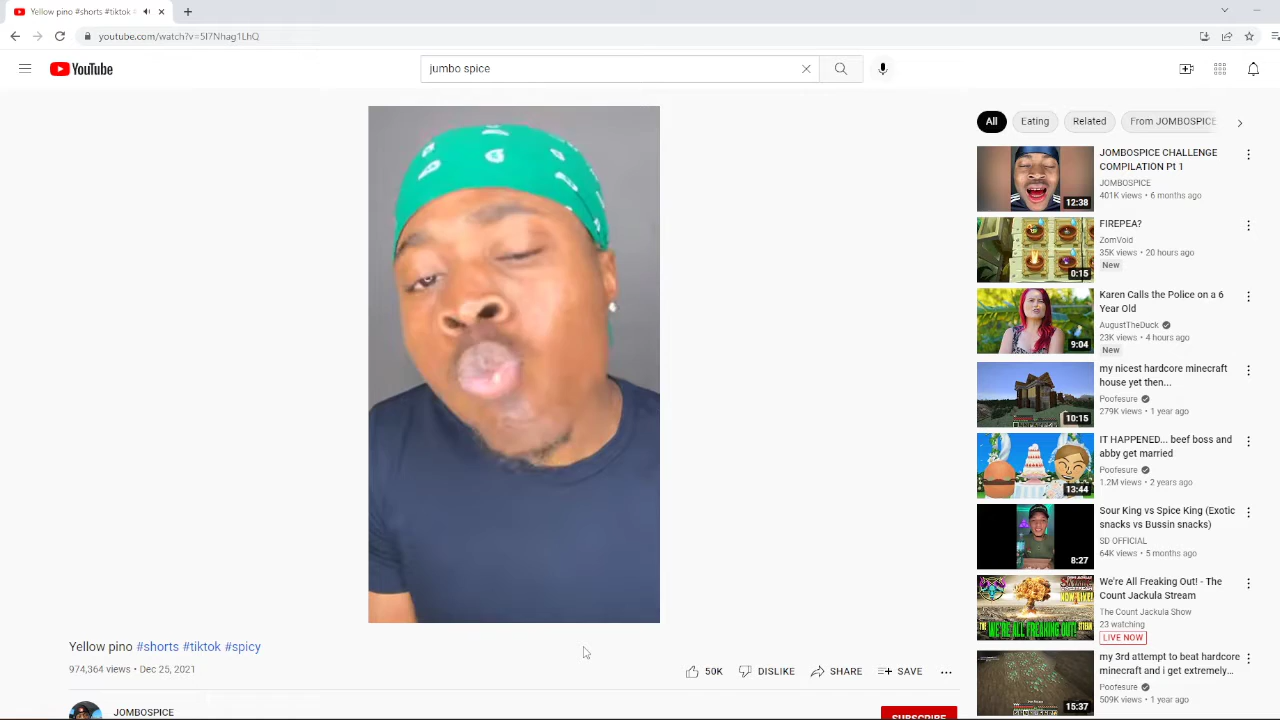 Yellow pino #shorts #tiktok
youtube.com/watch?v=5I7Nhag1LhQ
YouTube
jumbo spice
All
Eating
Related
From JOMBOSPICE
JOMBOSPICE CHALLENGE
COMPILATION Pt 1
JOMBOSPICE
401K views • 6 months ago
12:38
FIREPEA?
ZomVoid
35K views • 20 hours ago
New
0:15
Karen Calls the Police on a 6
Year Old
AugustTheDuck
23K views • 4 hours ago
New
9:04
my nicest hardcore minecraft
house yet then...
Poofesure
279K views • 1 year ago
10:15
IT HAPPENED... beef boss and
abby get married
Poofesure
1.2M views • 2 years ago
13:44
Sour King vs Spice King (Exotic
snacks vs Bussin snacks)
SD OFFICIAL
64K views • 5 months ago
8:27
We're All Freaking Out! - The
Count Jackula Stream
The Count Jackula Show
23 watching
LIVE NOW
WE'RE ALL FREAKING OUT!
my 3rd attempt to beat hardcore
minecraft and i get extremely...
Poofesure
509K views • 1 year ago
15:37
Yellow pino #shorts #tiktok #spicy
974,364 views • Dec 25, 2021
50K
DISLIKE
SHARE
SAVE
JOMBOSPICE
SUBSCRIBE